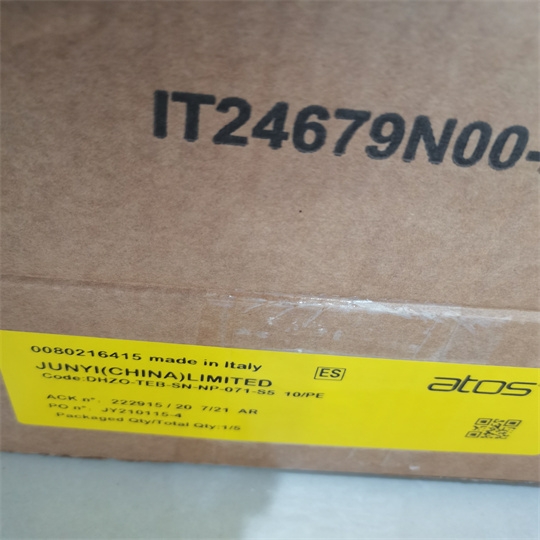 IT24679N00-
0080216415 made in Italy
JUNYI(CHINA)LIMITED
ES
Code:DHZO-TEB-SN-NP-071-S5 10/PE
atos
ACK n°: 222915 / 20 7/21 AR
PO n°: JY210115-4
Packaged Qty/Total Qty:1/5